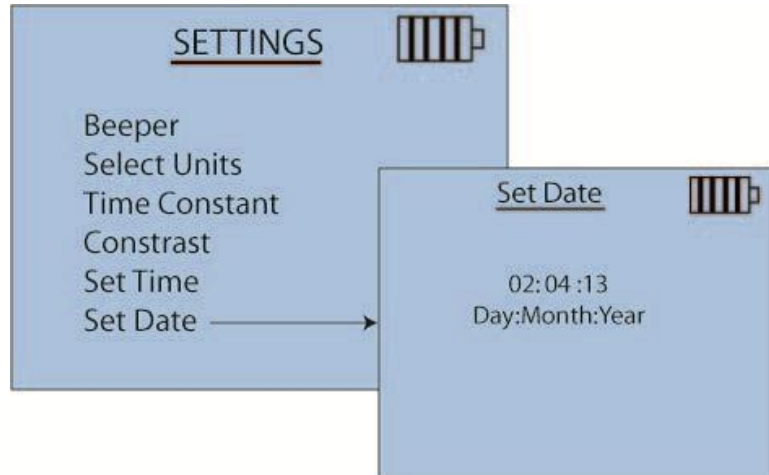 SETTINGS
Beeper
Select Units
Time Constant
Constrast
Set Time
Set Date
Set Date
02:04 :13
Day:Month:Year